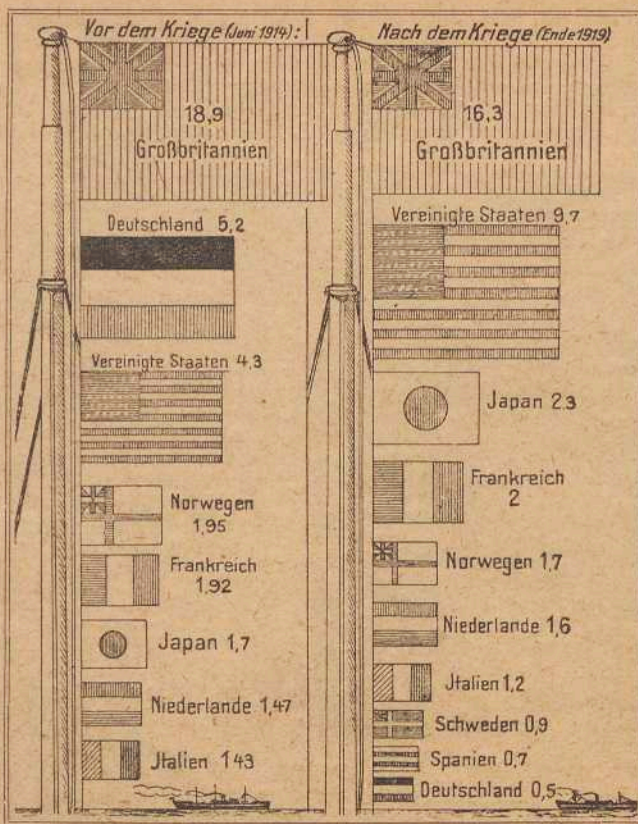 Vor dem Kriege (Juni 1914):
18,9
Großbritannien
Deutschland 5,2
Vereinigte Staaten 4,3
Norwegen
1,95
Frankreich
1,92
Japan 1,7
Niederlande 1,47
Jtalien 1 43
Nach dem Kriege (Ende 1919)
16,3
Großbritannien
Vereinigte Staaten 9,7
Japan 2.3
Frankreich
2
Norwegen 1,7
Niederlande 1,6
Jtalien 1,2
Schweden 0,9
Spanien 0,7
Deutschland 0,5